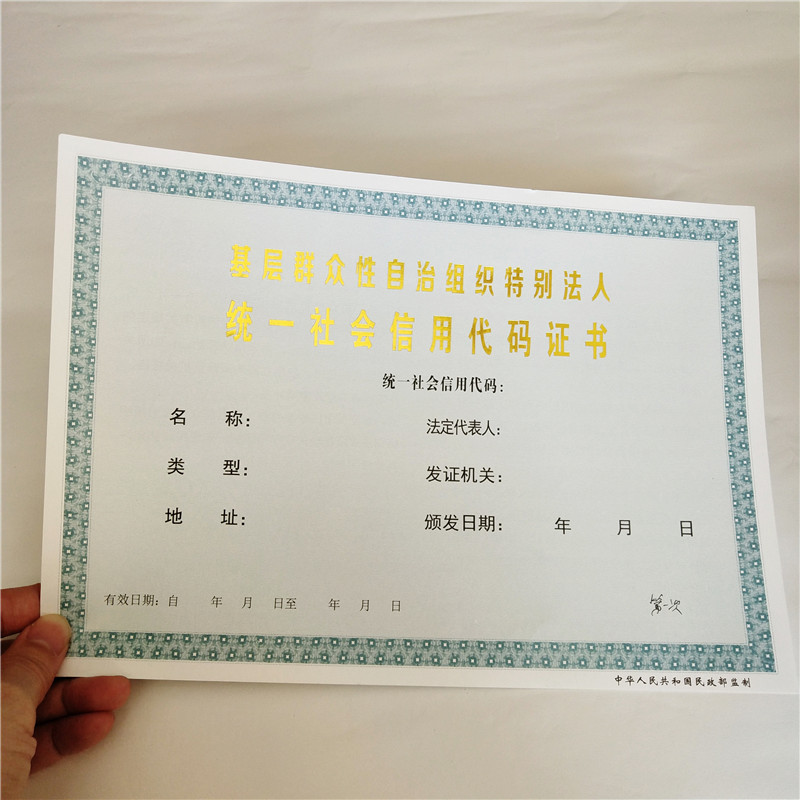 基层群众性自治组织特别法人
统一社会信用代码证书
统一社会信用代码：
名 称： 法定代表人：
类 型： 发证机关：
地 址： 颁发日期： 年 月 日
有效日期：自 年 月 日至 年 月 日 第一次
中华人民共和国民政部监制